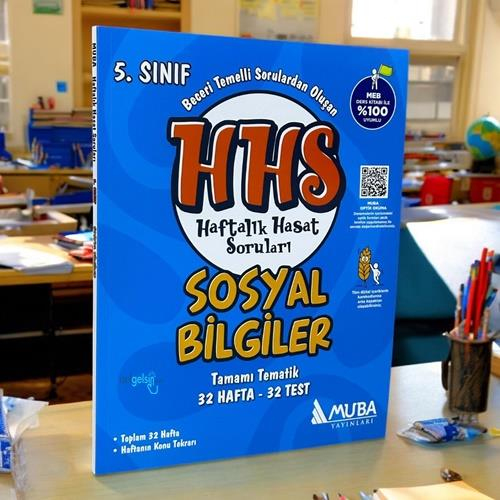 5. SINIF
Beceri Temelli Sorulardan Oluşan
MEB
DERS KİTABI İLE
%100
UYUMLU
HHS
Haftalık Hasat
Soruları
MUBA
OPTİK OKUMA
SOSYAL
BİLGİLER
Tamamı Tematik
32 HAFTA - 32 TEST
gelsin
• Toplam 32 Hafta
• Haftanın Konu Tekrarı
MUBA
YAYINLARI